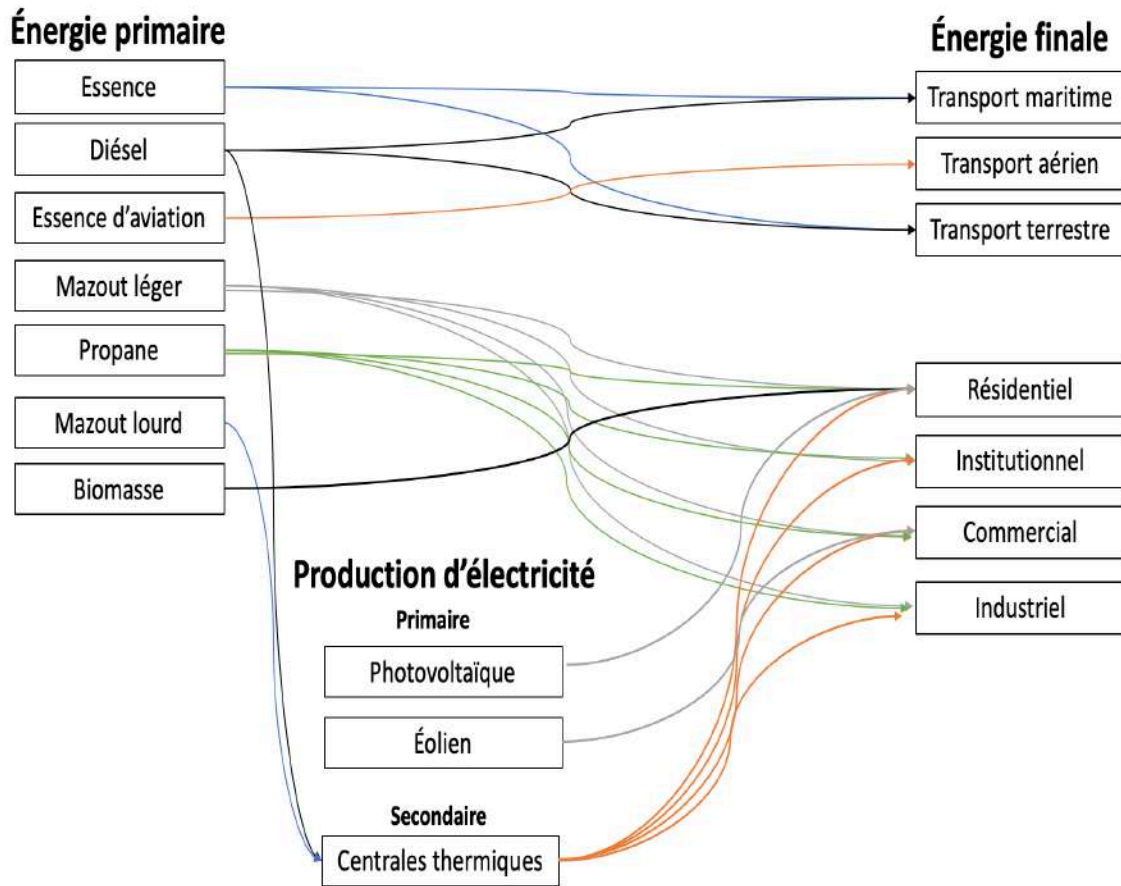 Énergie primaire
Essence
Diésel
Essence d'aviation
Mazout léger
Propane
Mazout lourd
Biomasse
Production d'électricité
Primaire
Photovoltaïque
Éolien
Secondaire
Centrales thermiques
Énergie finale
Transport maritime
Transport aérien
Transport terrestre
Résidentiel
Institutionnel
Commercial
Industriel